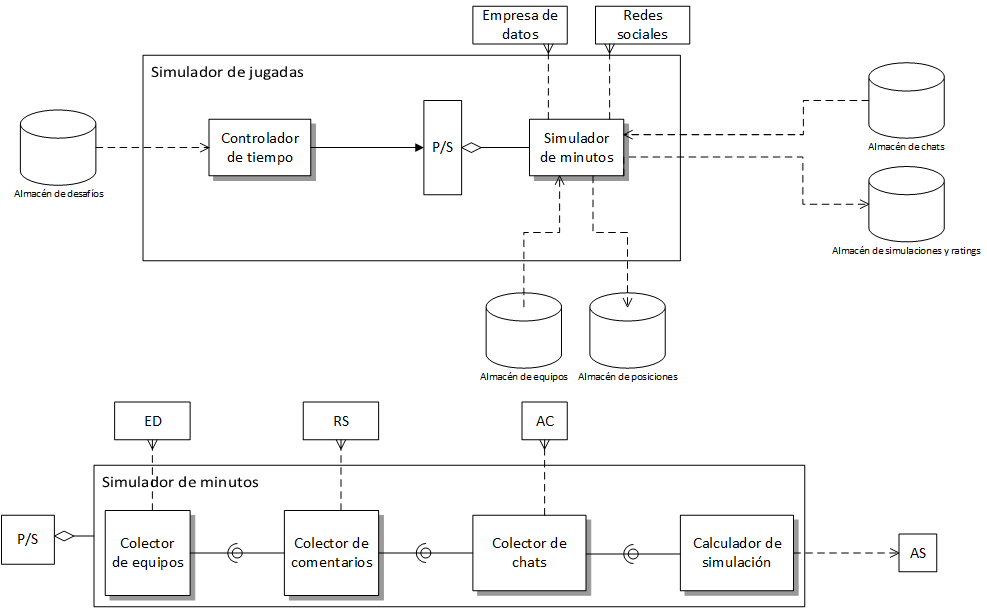 Empresa de
datos
Redes
sociales
Simulador de jugadas
Controlador
de tiempo
P/S
Simulador
de minutos
Almacén de desafíos
Almacén de chats
Almacén de simulaciones y ratings
Almacén de equipos
Almacén de posiciones
ED
RS
AC
Simulador de minutos
P/S
Colector
de equipos
Colector de
comentarios
Colector de
chats
Calculador de
simulación
AS